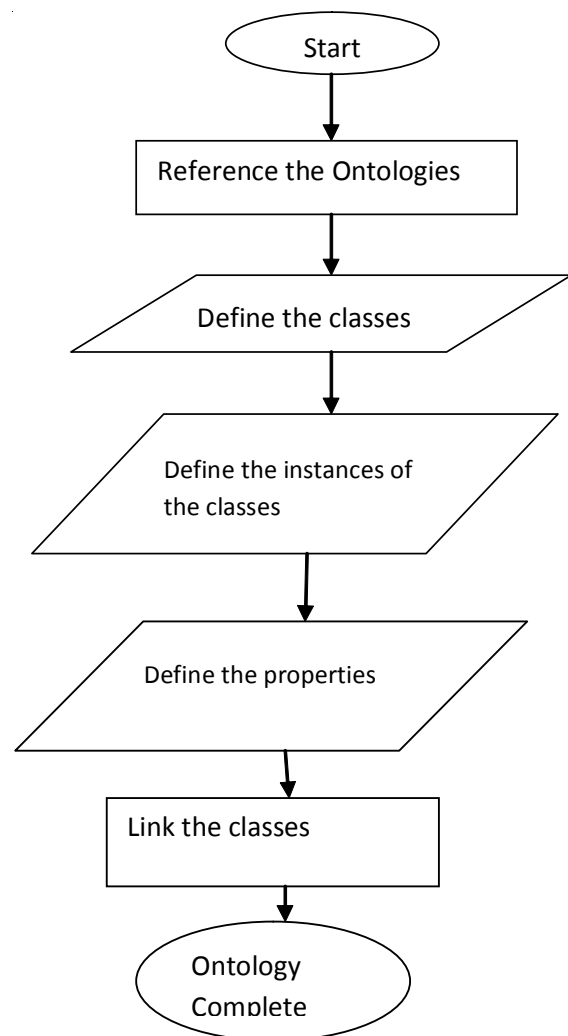 Start
Reference the Ontologies
Define the classes
Define the instances of
the classes
Define the properties
Link the classes
Ontology
Complete